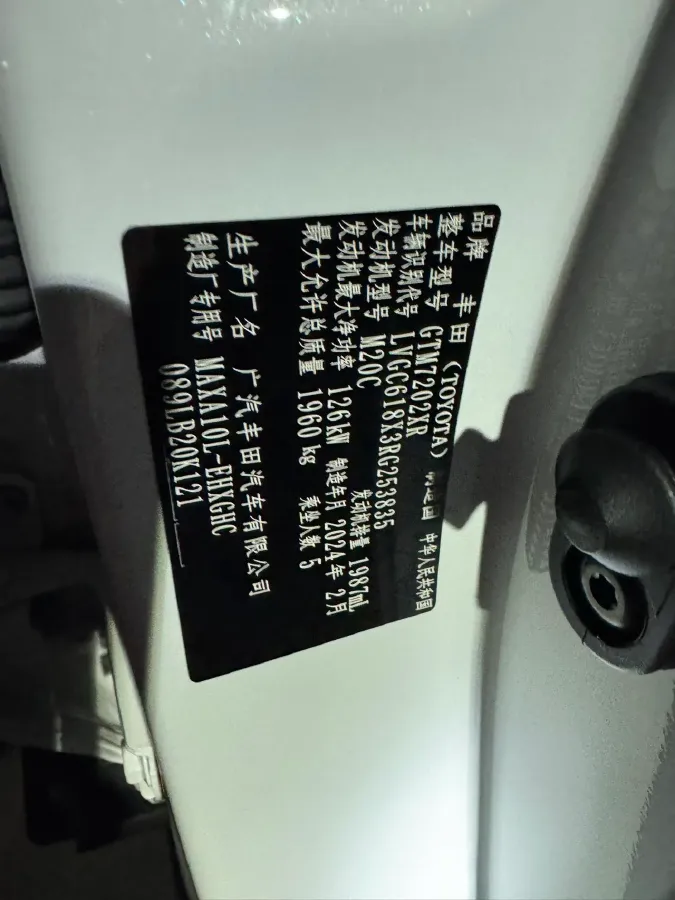 品牌 丰田 (TOYOTA) 制造国 中华人民共和国
整车型号 GTM7202XR
车辆识别代号 LVGC618X3RG253835
发动机型号 M20C 发动机排量 1987mL
发动机最大净功率 126kW 制造年月 2024年 2月
最大允许总质量 1960kg 乘坐人数 5
生产厂名 广汽丰田汽车有限公司
制造厂专用号 MAXA10L-EHXGHC
089LB20K121